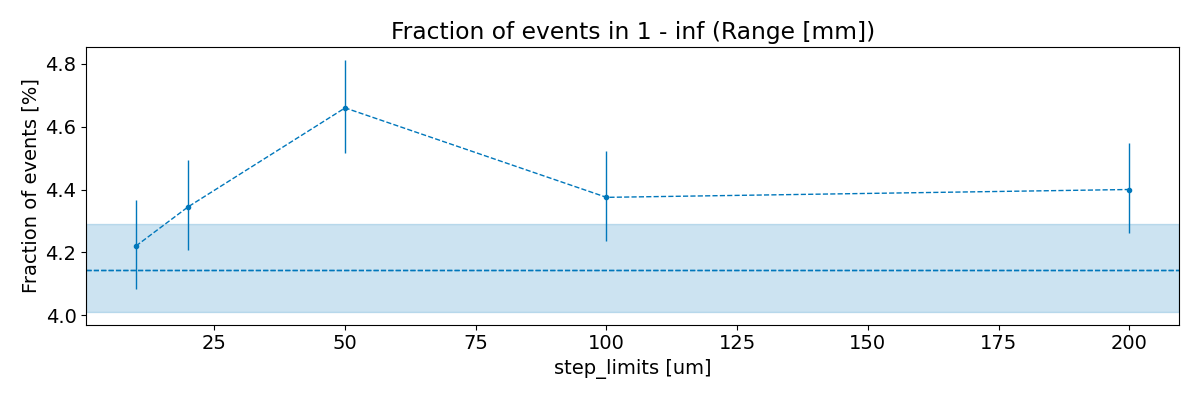 Fraction of events in 1 - inf (Range [mm])
Fraction of events [%]
4.8
4.6
4.4
4.2
4.0
25 50 75 100 125 150 175 200
step_limits [um]